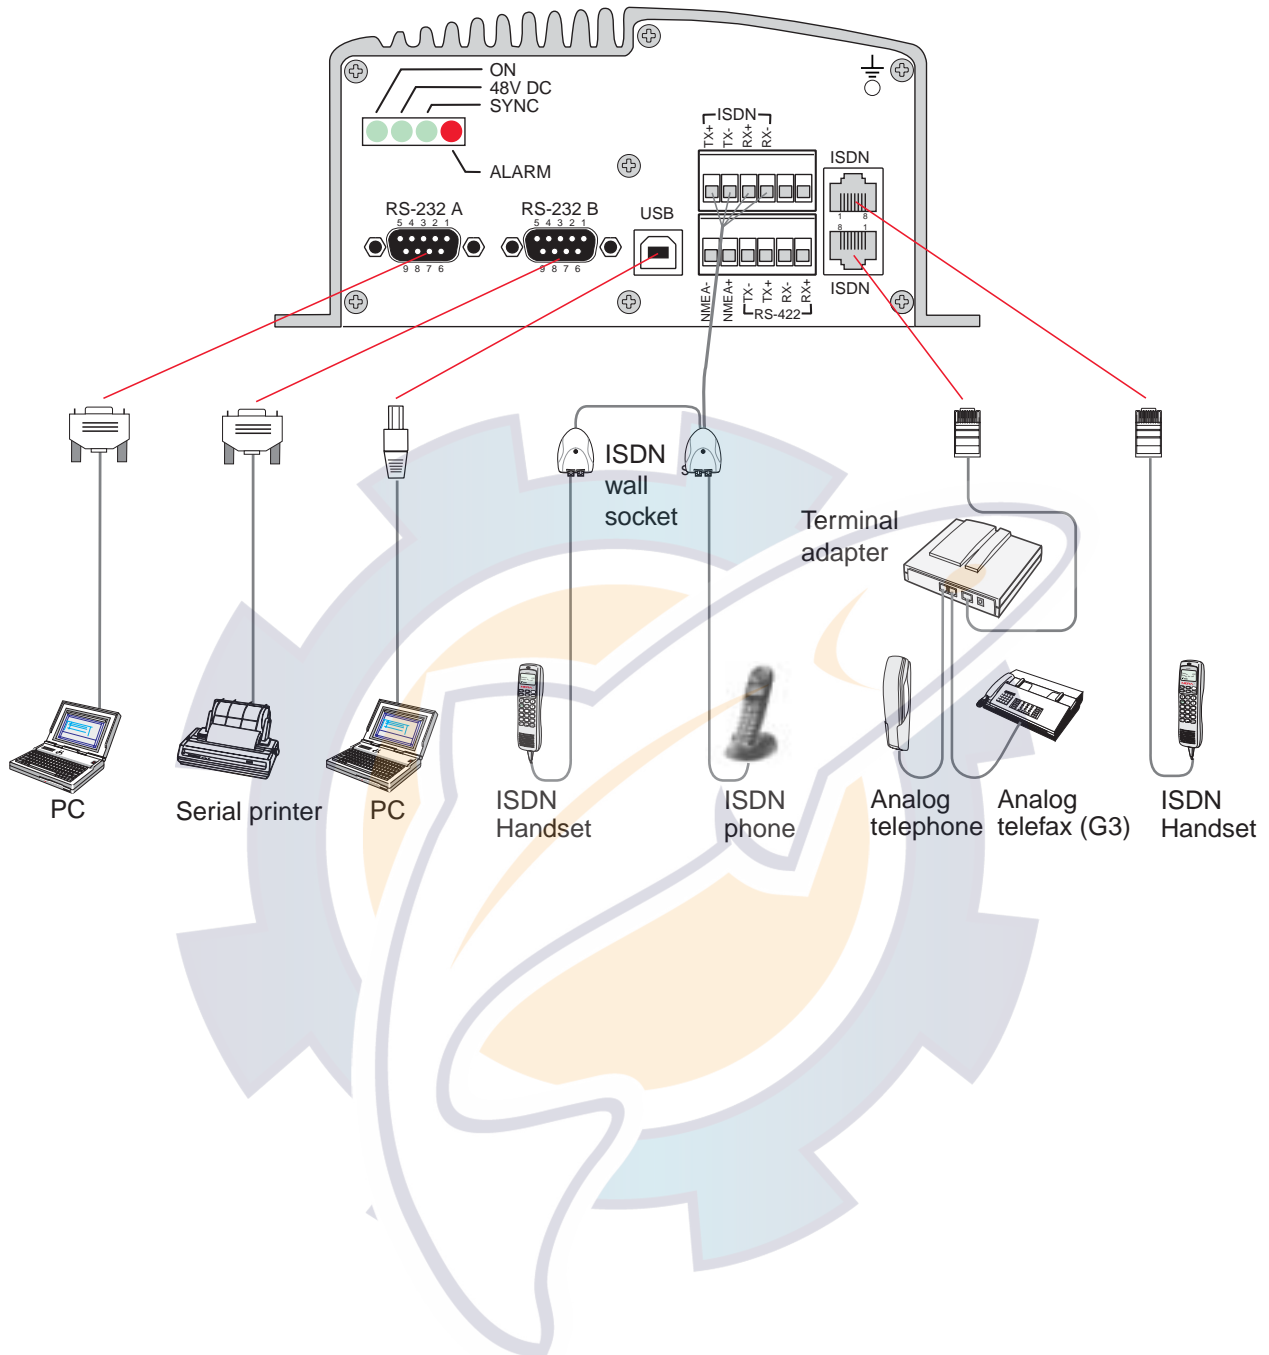 ON
48V DC
SYNC
ALARM
ISDN
TX+
TX-
RX+
RX-
ISDN
1 8
8 1
ISDN
RS-232 A
5 4 3 2 1
9 8 7 6
RS-232 B
5 4 3 2 1
9 8 7 6
USB
NMEA-
NMEA+
TX-
TX+
RX-
RX+
RS-422
ISDN
wall
socket
S
Terminal
adapter
PC
Serial printer
PC
ISDN
Handset
ISDN
phone
Analog
telephone
Analog
telefax (G3)
ISDN
Handset